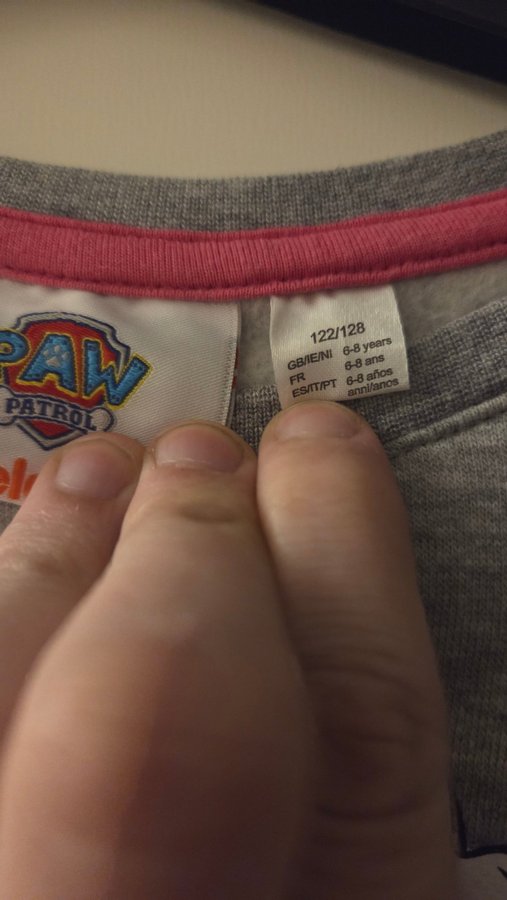 PAW
PATROL
122/128
GB/IE/NI 6-8 years
FR 6-8 ans
ES/IT/PT 6-8 años
anni/anos